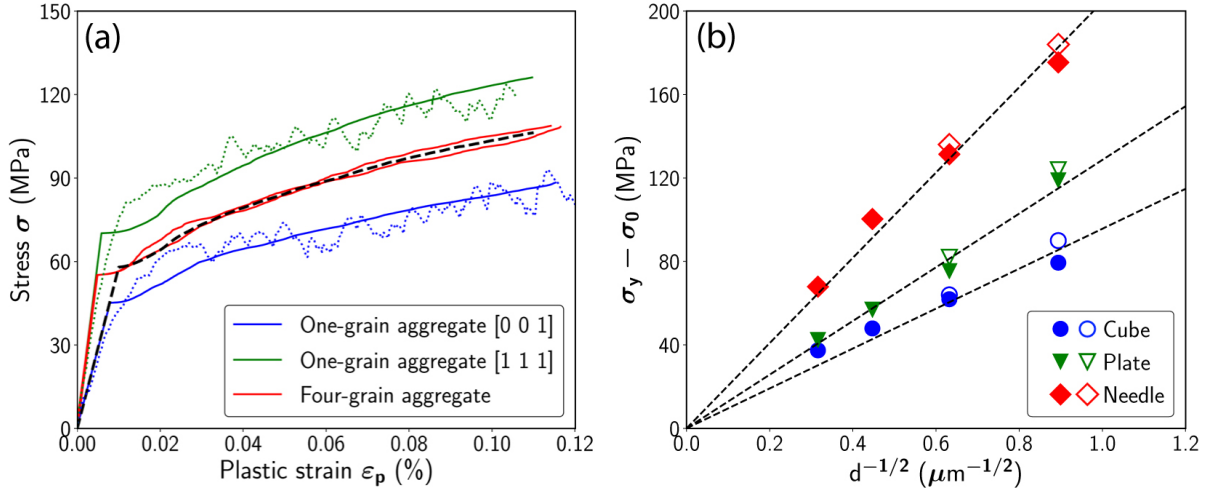 (a)
Stress σ (MPa)
150
120
90
60
30
0
0.00 0.02 0.04 0.06 0.08 0.10 0.12
Plastic strain εₚ (%)
One-grain aggregate [0 0 1]
One-grain aggregate [1 1 1]
Four-grain aggregate
(b)
σy − σ0 (MPa)
200
160
120
80
40
0
0.0 0.2 0.4 0.6 0.8 1.0 1.2
d⁻¹/² (μm⁻¹/²)
Cube
Plate
Needle